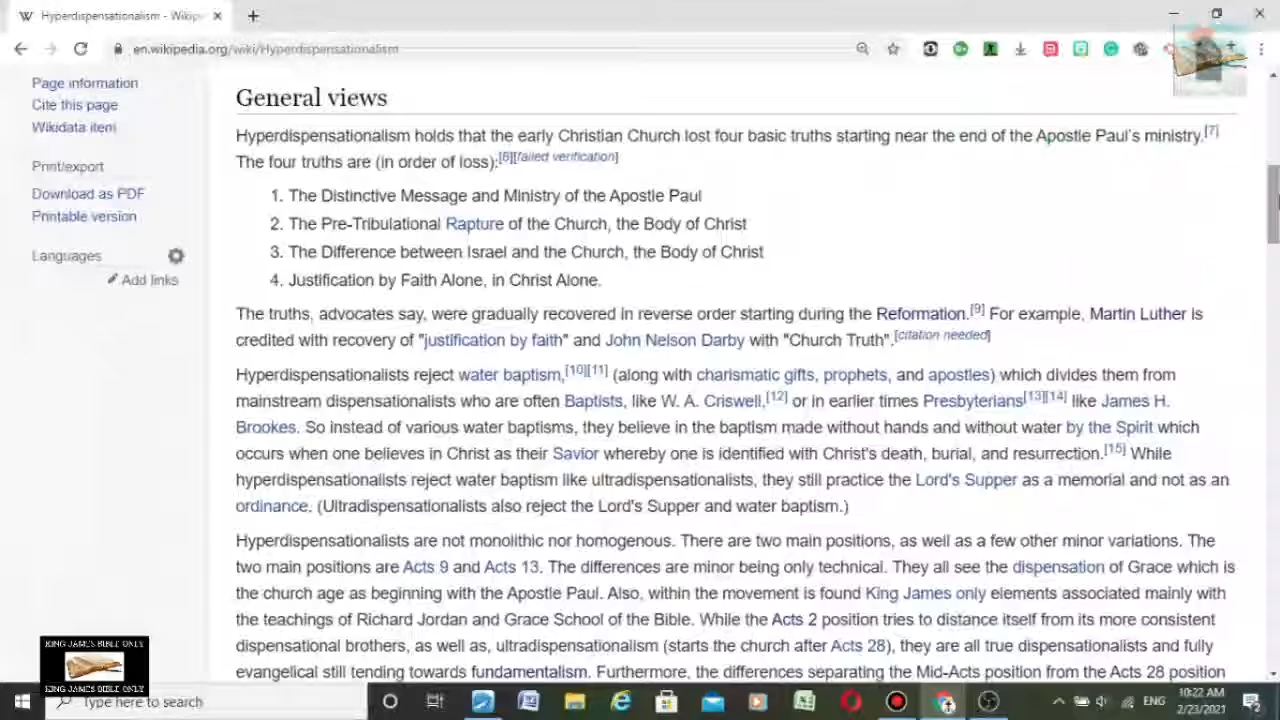 Hyperdispensationalism - Wikip
en.wikipedia.org/wiki/Hyperdispensationalism
Page information
Cite this page
Wikidata item
Print/export
Download as PDF
Printable version
Languages
Add links
General views
Hyperdispensationalism holds that the early Christian Church lost four basic truths starting near the end of the Apostle Paul's ministry.[7]
The four truths are (in order of loss):[8][failed verification]
1. The Distinctive Message and Ministry of the Apostle Paul
2. The Pre-Tribulational Rapture of the Church, the Body of Christ
3. The Difference between Israel and the Church, the Body of Christ
4. Justification by Faith Alone, in Christ Alone.
The truths, advocates say, were gradually recovered in reverse order starting during the Reformation.[9] For example, Martin Luther is
credited with recovery of "justification by faith" and John Nelson Darby with "Church Truth".[citation needed]
Hyperdispensationalists reject water baptism,[10][11] (along with charismatic gifts, prophets, and apostles) which divides them from
mainstream dispensationalists who are often Baptists, like W. A. Criswell,[12] or in earlier times Presbyterians[13][14] like James H.
Brookes. So instead of various water baptisms, they believe in the baptism made without hands and without water by the Spirit which
occurs when one believes in Christ as their Savior whereby one is identified with Christ's death, burial, and resurrection.[15] While
hyperdispensationalists reject water baptism like ultradispensationalists, they still practice the Lord's Supper as a memorial and not as an
ordinance. (Ultradispensationalists also reject the Lord's Supper and water baptism.)
Hyperdispensationalists are not monolithic nor homogenous. There are two main positions, as well as a few other minor variations. The
two main positions are Acts 9 and Acts 13. The differences are minor being only technical. They all see the dispensation of Grace which is
the church age as beginning with the Apostle Paul. Also, within the movement is found King James only elements associated mainly with
the teachings of Richard Jordan and Grace School of the Bible. While the Acts 2 position tries to distance itself from its more consistent
dispensational brothers, as well as, ultradispensationalism (starts the church after Acts 28), they are all true dispensationalists and fully
evangelical still tending towards fundamentalism. Furthermore, the differences separating the Mid-Acts position from the Acts 28 position
KING JAMES BIBLE ONLY
KING JAMES BIBLE ONLY
Type here to search
ENG
10:22 AM
2/23/2021